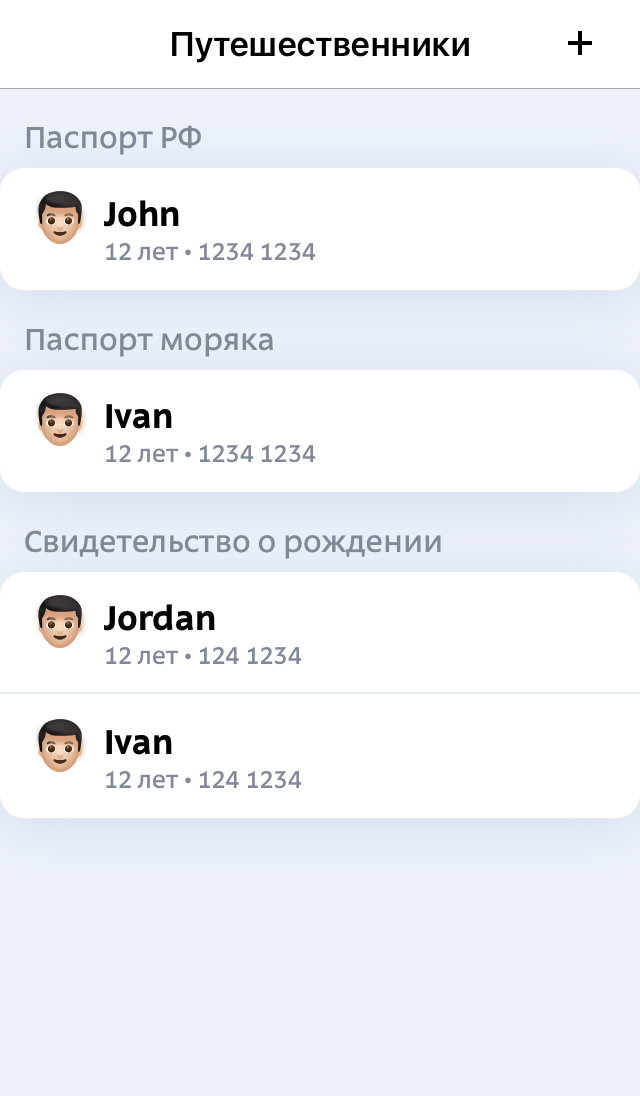 Путешественники +
Паспорт РФ
John
12 лет • 1234 1234
Паспорт моряка
Ivan
12 лет • 1234 1234
Свидетельство о рождении
Jordan
12 лет • 124 1234
Ivan
12 лет • 124 1234